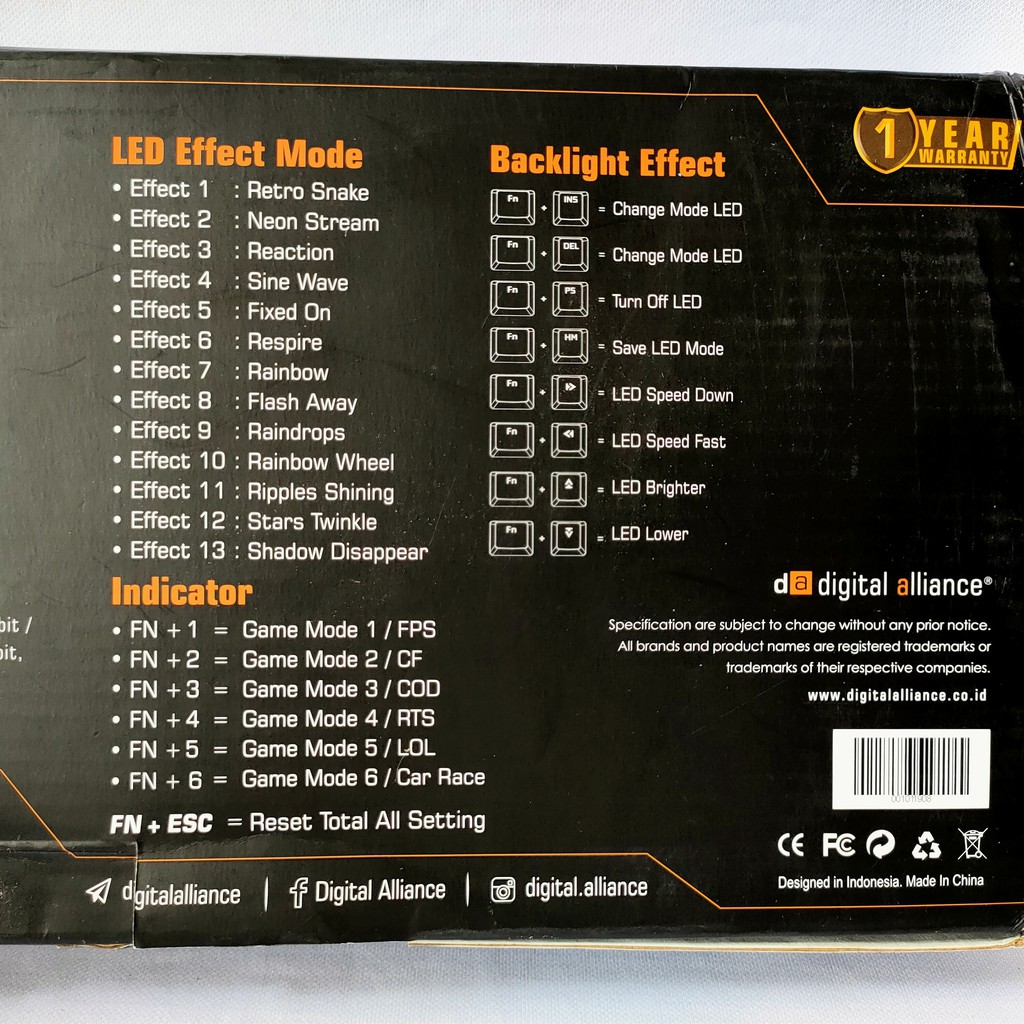 LED Effect Mode
• Effect 1 : Retro Snake
• Effect 2 : Neon Stream
• Effect 3 : Reaction
• Effect 4 : Sine Wave
• Effect 5 : Fixed On
• Effect 6 : Respire
• Effect 7 : Rainbow
• Effect 8 : Flash Away
• Effect 9 : Raindrops
• Effect 10 : Rainbow Wheel
• Effect 11 : Ripples Shining
• Effect 12 : Stars Twinkle
• Effect 13 : Shadow Disappear
Indicator
• FN + 1 = Game Mode 1 / FPS
• FN + 2 = Game Mode 2 / CF
• FN + 3 = Game Mode 3 / COD
• FN + 4 = Game Mode 4 / RTS
• FN + 5 = Game Mode 5 / LOL
• FN + 6 = Game Mode 6 / Car Race
FN + ESC = Reset Total All Setting
Backlight Effect
Fn + INS = Change Mode LED
Fn + DEL = Change Mode LED
Fn + PS = Turn Off LED
Fn + HM = Save LED Mode
Fn + = LED Speed Down
Fn + = LED Speed Fast
Fn + = LED Brighter
Fn + = LED Lower
1 YEAR
WARRANTY
da digital alliance®
Specification are subject to change without any prior notice.
All brands and product names are registered trademarks or
trademarks of their respective companies.
www.digitalalliance.co.id
CE FC
Designed in Indonesia. Made In China
digitalalliance | Digital Alliance | digital.alliance